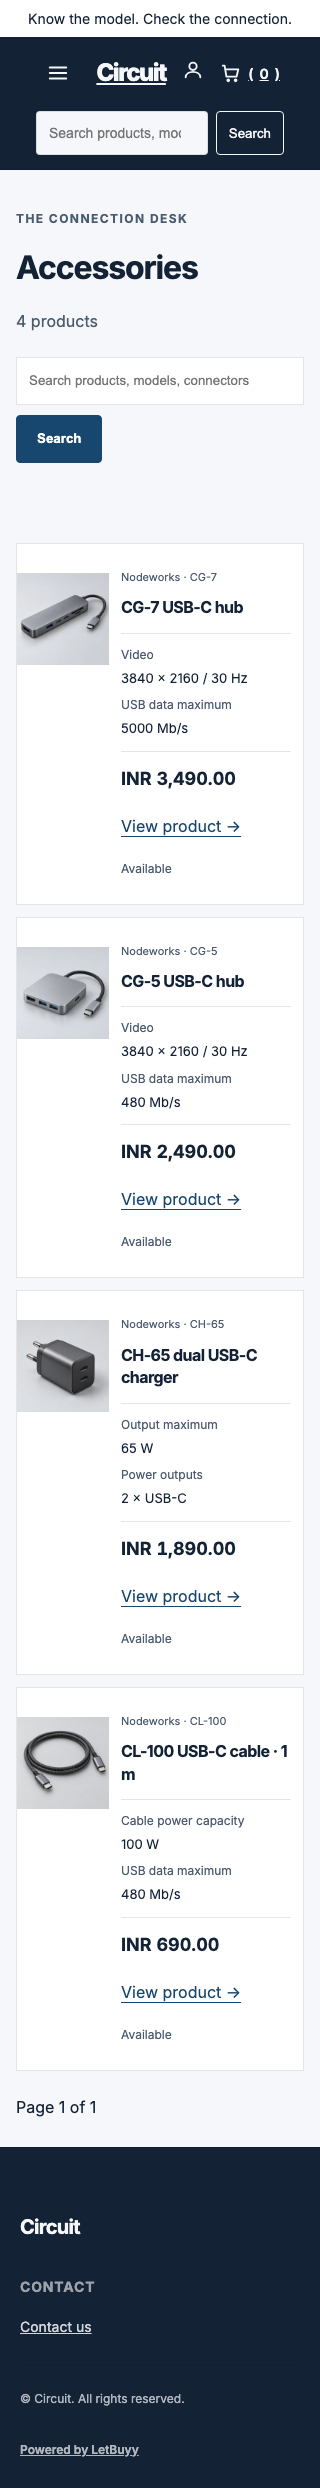 Know the model. Check the connection.
Circuit
( 0 )
Search products, mo
Search
THE CONNECTION DESK
Accessories
4 products
Search products, models, connectors
Search
Nodeworks · CG-7
CG-7 USB-C hub
Video
3840 × 2160 / 30 Hz
USB data maximum
5000 Mb/s
INR 3,490.00
View product →
Available
Nodeworks · CG-5
CG-5 USB-C hub
Video
3840 × 2160 / 30 Hz
USB data maximum
480 Mb/s
INR 2,490.00
View product →
Available
Nodeworks · CH-65
CH-65 dual USB-C
charger
Output maximum
65 W
Power outputs
2 × USB-C
INR 1,890.00
View product →
Available
Nodeworks · CL-100
CL-100 USB-C cable · 1
m
Cable power capacity
100 W
USB data maximum
480 Mb/s
INR 690.00
View product →
Available
Page 1 of 1
Circuit
CONTACT
Contact us
© Circuit. All rights reserved.
Powered by LetBuyy